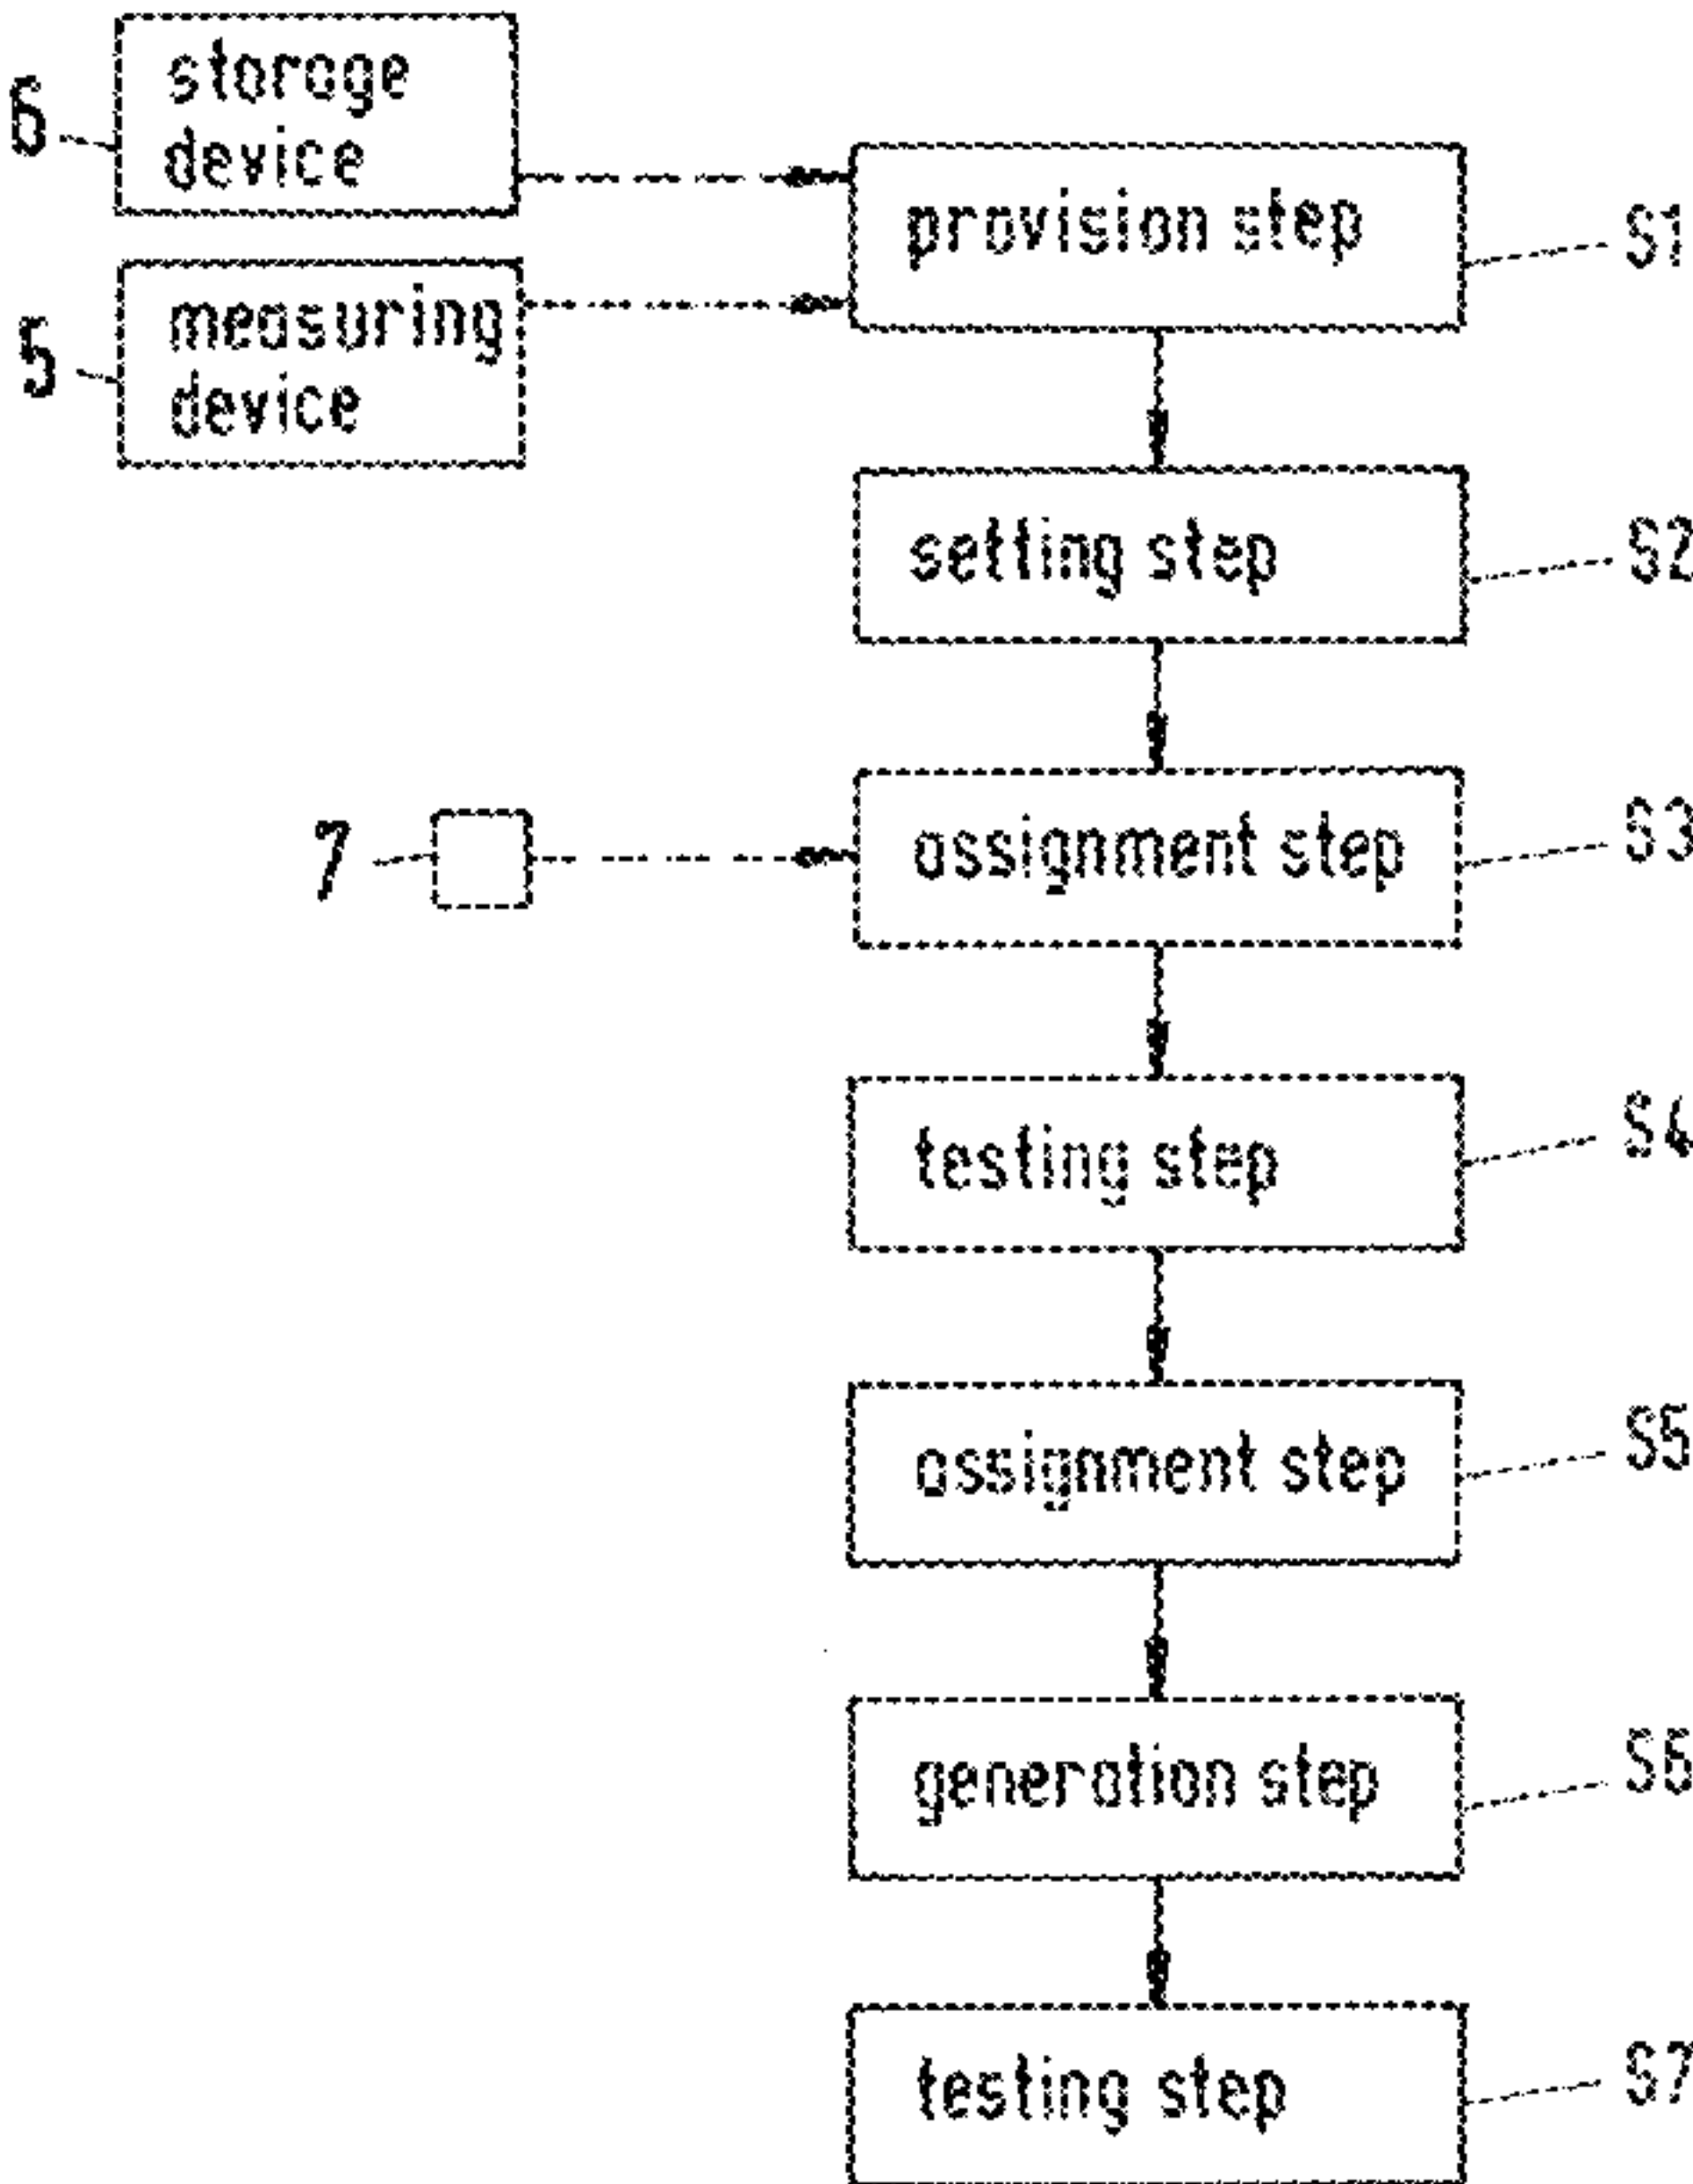 6
storage
device
provision step
S1
5
measuring
device
setting step
S2
7
assignment step
S3
testing step
S4
assignment step
S5
generation step
S6
testing step
S7